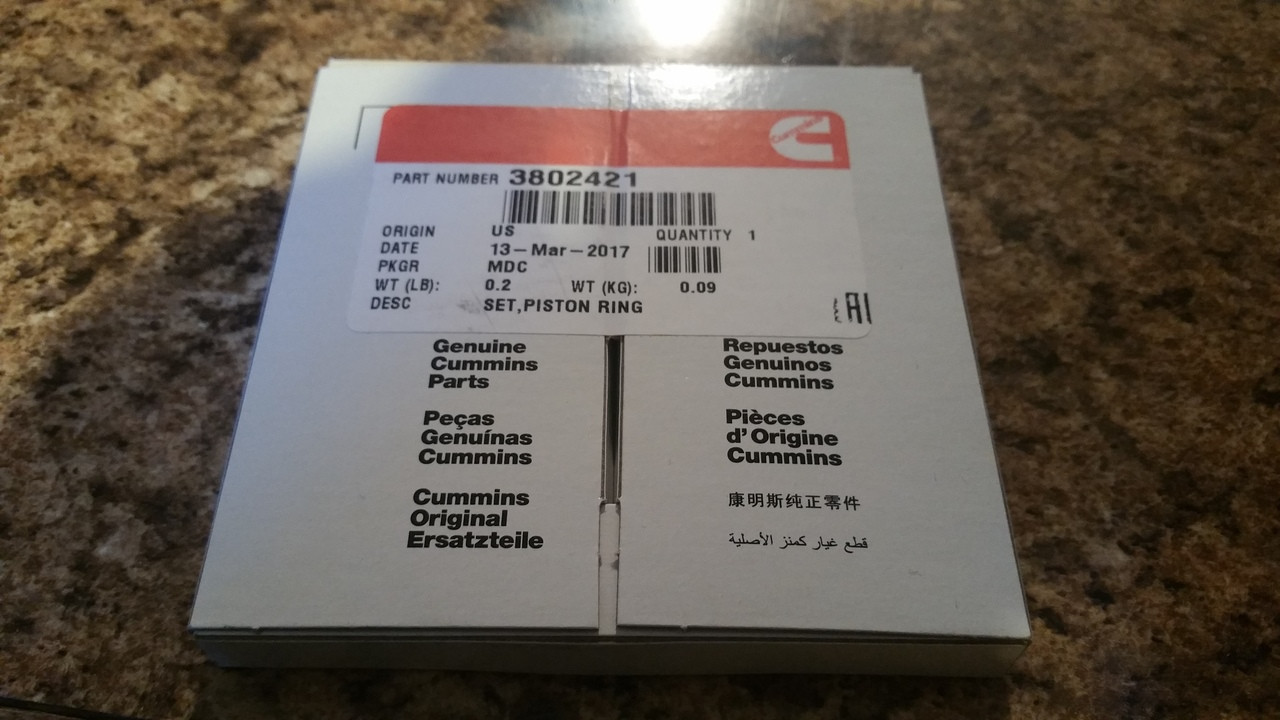 Cummins
PART NUMBER 3802421
ORIGIN US QUANTITY 1
DATE 13-Mar-2017
PKGR MDC
WT (LB): 0.2 WT (KG): 0.09
DESC SET,PISTON RING
EAC
Genuine
Cummins
Parts
Peças
Genuínas
Cummins
Cummins
Original
Ersatzteile
Repuestos
Genuinos
Cummins
Pièces
d'Origine
Cummins
康明斯纯正零件
قطع غيار كمنز الأصلية